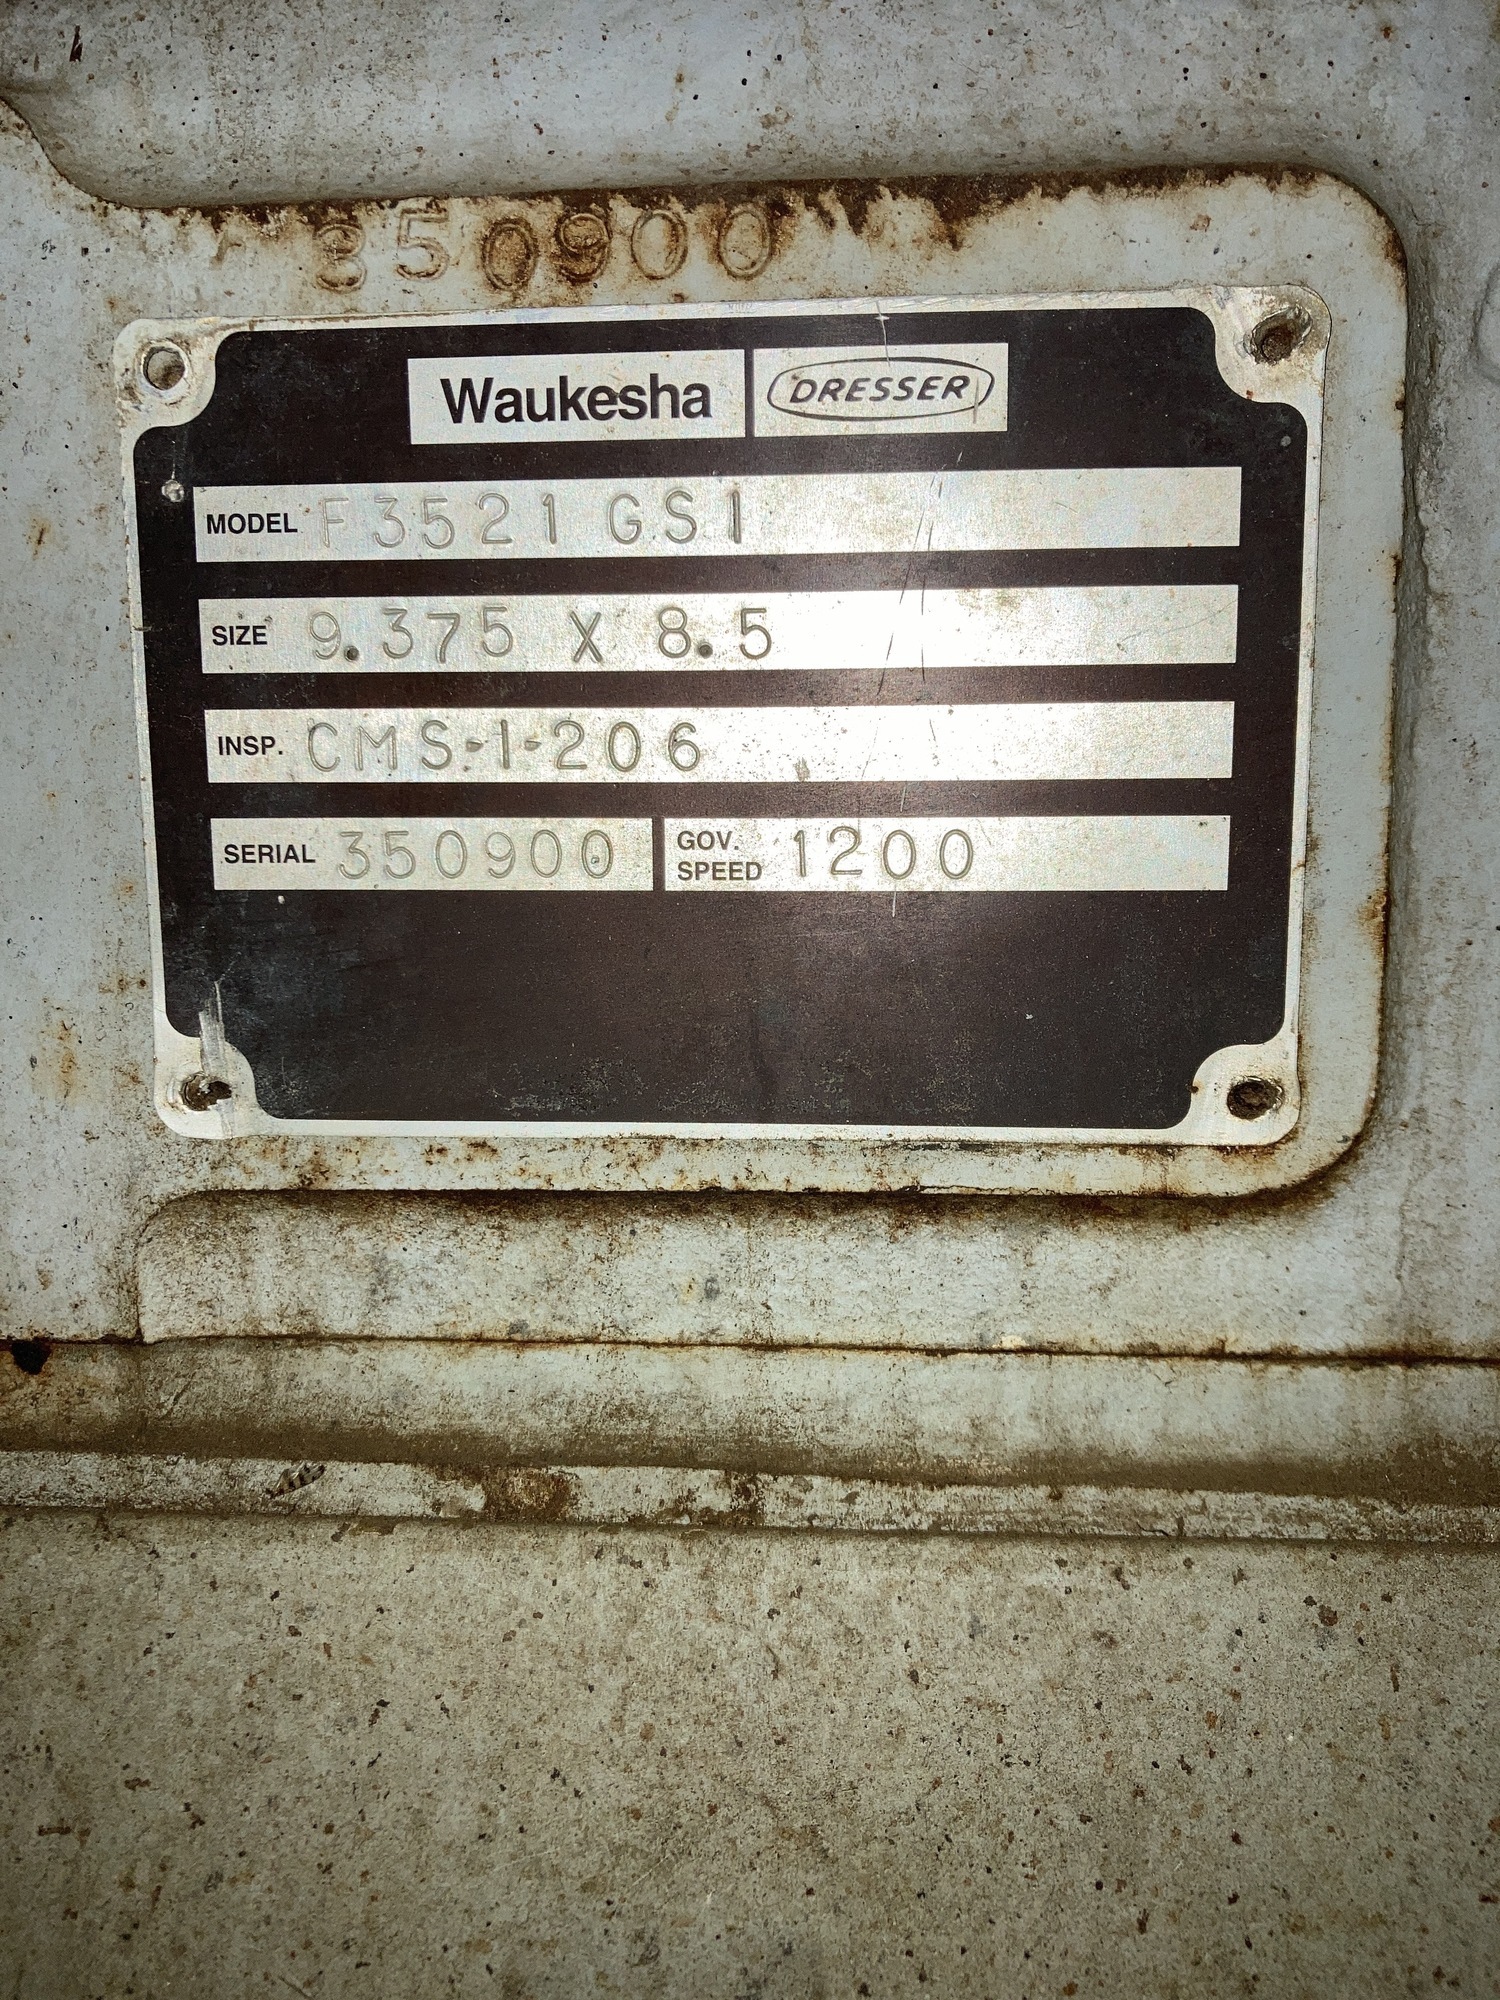 350900
Waukesha DRESSER
MODEL F3521 GSI
SIZE 9.375 X 8.5
INSP. CMS-1-206
SERIAL 350900 GOV. SPEED 1200